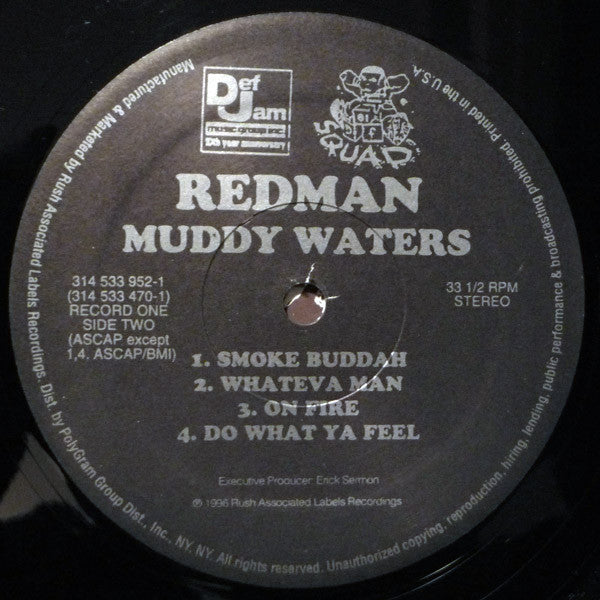 Def
Jam
music group inc.
10th year anniversary
SQUAD
REDMAN
MUDDY WATERS
314 533 952-1
(314 533 470-1)
RECORD ONE
SIDE TWO
(ASCAP except
1,4. ASCAP/BMI)
33 1/2 RPM
STEREO
1. SMOKE BUDDAH
2. WHATEVA MAN
3. ON FIRE
4. DO WHAT YA FEEL
Executive Producer: Erick Sermon
℗ 1996 Rush Associated Labels Recordings
Manufactured & Marketed by Rush Associated Labels Recordings. Dist. by PolyGram Group Dist., Inc., NY, NY. All rights reserved. Unauthorized copying, reproduction, hiring, lending, public performance & broadcasting prohibited. Printed in the U.S.A.